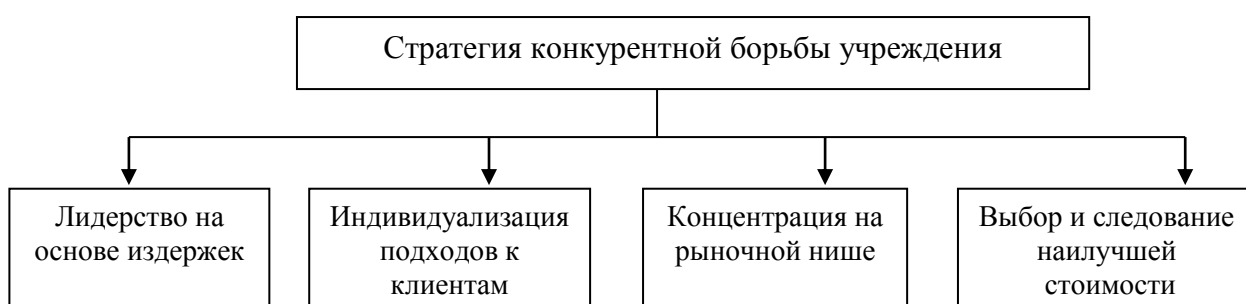 Стратегия конкурентной борьбы учреждения
Лидерство на
основе издержек
Индивидуализация
подходов к
клиентам
Концентрация на
рыночной нише
Выбор и следование
наилучшей
стоимости